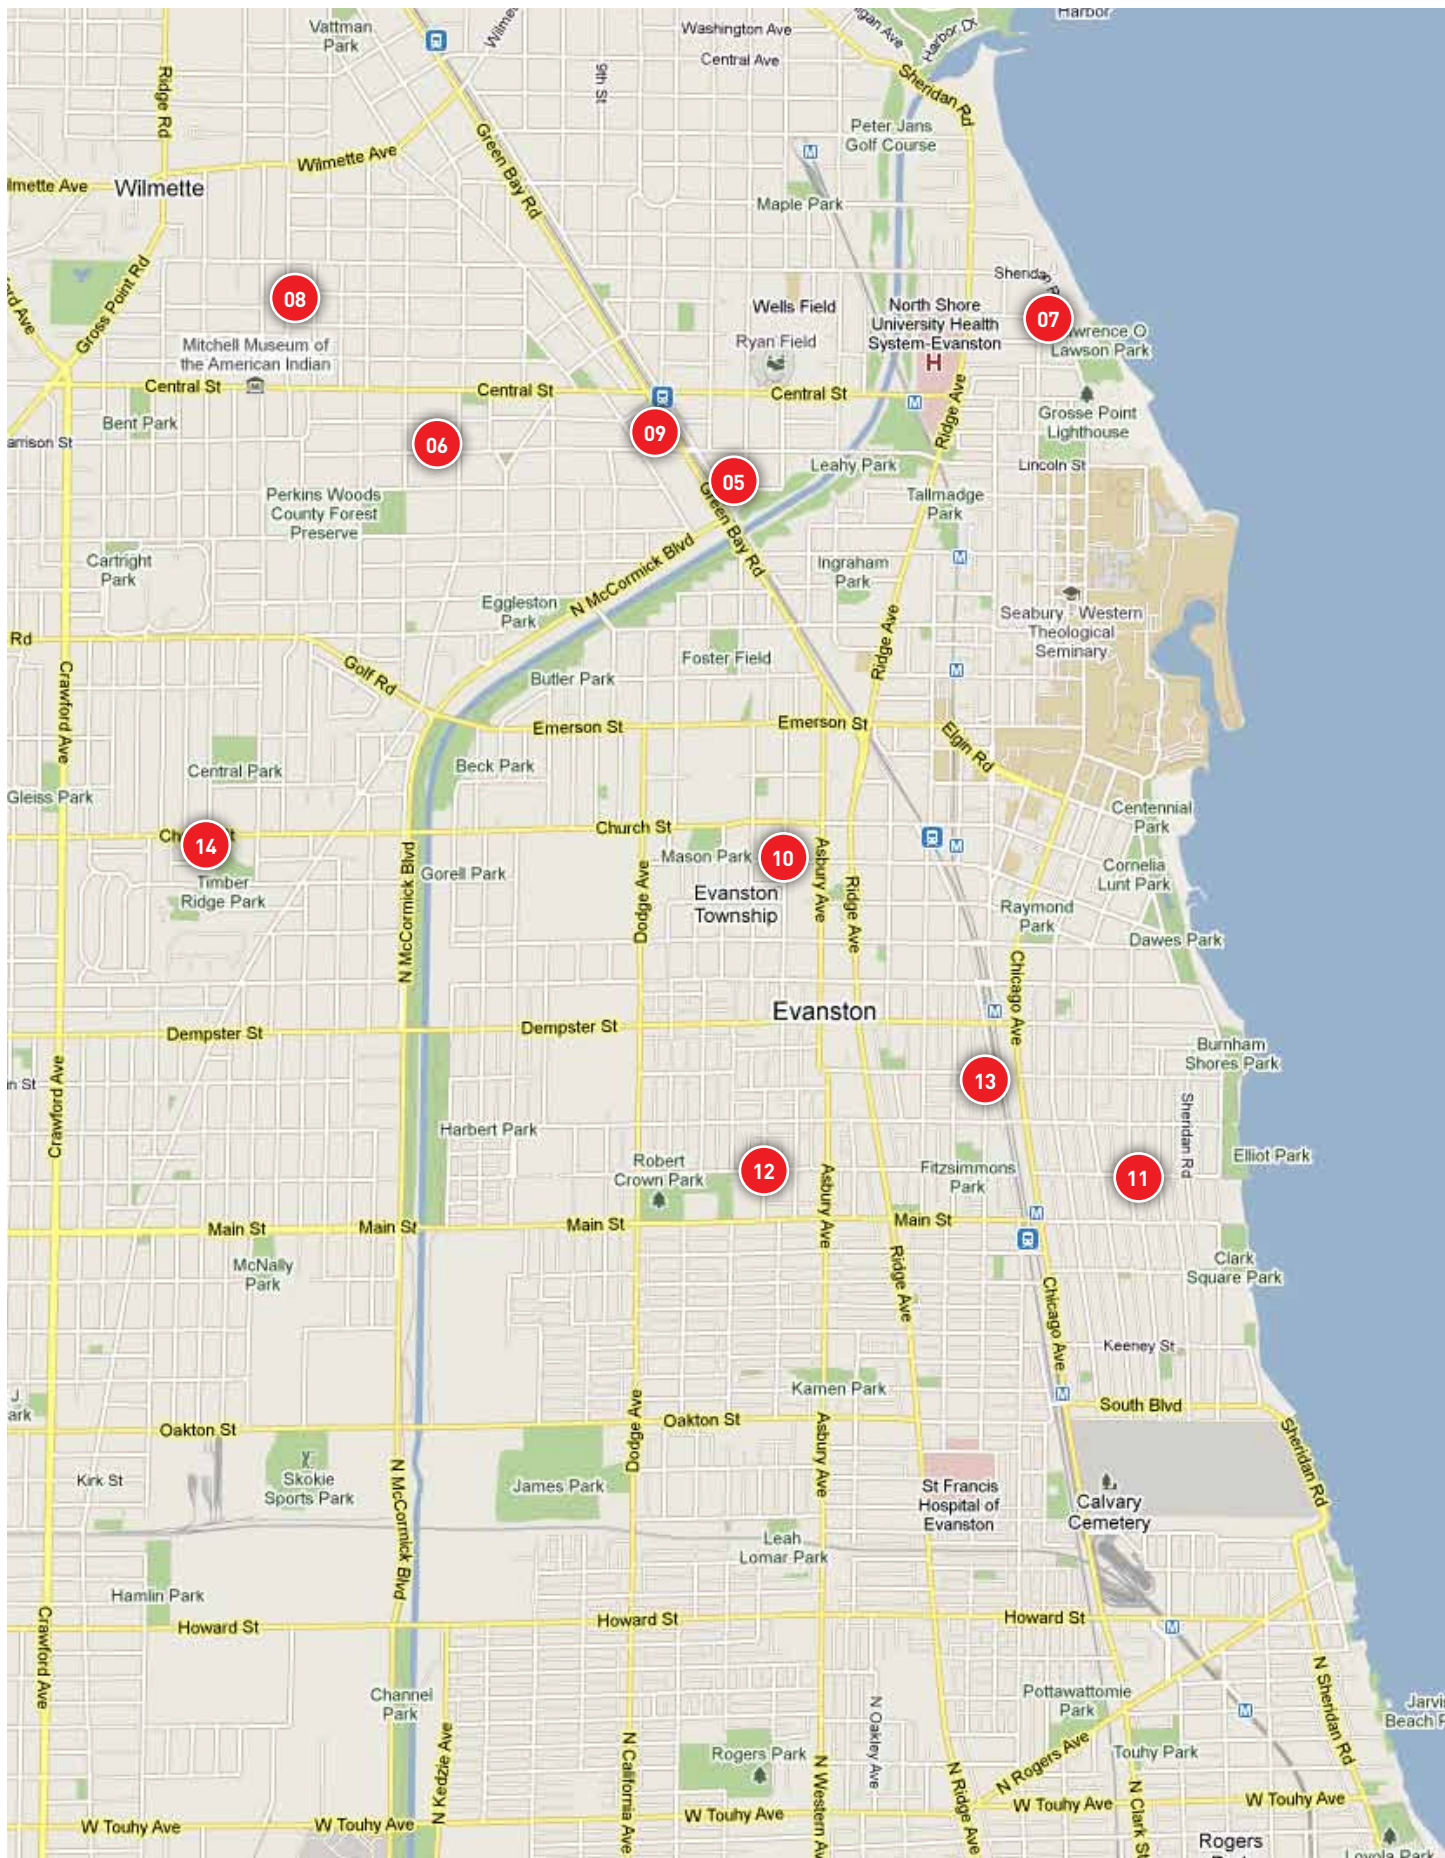 Harbor
Vattman
Park
Washington Ave
Central Ave
Harbor Dr
9th St
Ridge Rd
Sheridan Rd
Peter Jans
Golf Course
M
Green Bay Rd
Wilmette Ave
Wilmette
Maple Park
Gross Point Rd
08
Wells Field
North Shore
University Health
System-Evanston
H
07
Lawson Park
Mitchell Museum of
the American Indian
Ryan Field
Central St
Central St
Central St
M
Ridge Ave
Grosse Point
Lighthouse
Bent Park
06
09
05
Leahy Park
Lincoln St
Perkins Woods
County Forest
Preserve
Green Bay Rd
Tallmadge
Park
Cartright
Park
N McCormick Blvd
Ingraham
Park
M
Eggleston
Park
Seabury - Western
Theological
Seminary
Rd
Ridge Ave
Golf Rd
Foster Field
M
Crawford Ave
Butler Park
Emerson St
Emerson St
Elgin Rd
Central Park
Beck Park
Gleiss Park
Centennial
Park
14
Church St
Mason Park
10
M
Timber
Ridge Park
Gorell Park
N McCormick Blvd
Dodge Ave
Evanston
Township
Asbury Ave
Ridge Ave
Cornelia
Lunt Park
Raymond
Park
Dawes Park
Chicago Ave
Evanston
M
Dempster St
Dempster St
Burnham
Shores Park
13
Crawford Ave
Sheridan Rd
Harbert Park
Robert
Crown Park
12
Asbury Ave
Fitzsimmons
Park
11
Elliot Park
Main St
Main St
Main St
Main St
M
McNally
Park
Ridge Ave
Clark
Square Park
Chicago Ave
Keeney St
Kamen Park
M
Dodge Ave
South Blvd
Oakton St
Oakton St
Asbury Ave
Sheridan Rd
Kirk St
Skokie
Sports Park
N McCormick Blvd
James Park
St Francis
Hospital of
Evanston
Calvary
Cemetery
Leah
Lomar Park
Hamlin Park
Crawford Ave
Howard St
Howard St
Howard St
M
Channel
Park
N Kedzie Ave
N California Ave
N Oakley Ave
Pottawattomie
Park
M
N Sheridan Rd
Rogers Park
N Western Av
N Ridge Ave
N Rogers Ave
Touhy Park
N Clark St
W Touhy Ave
W Touhy Ave
W Touhy Ave
W Touhy Ave
W Touhy Ave
Rogers